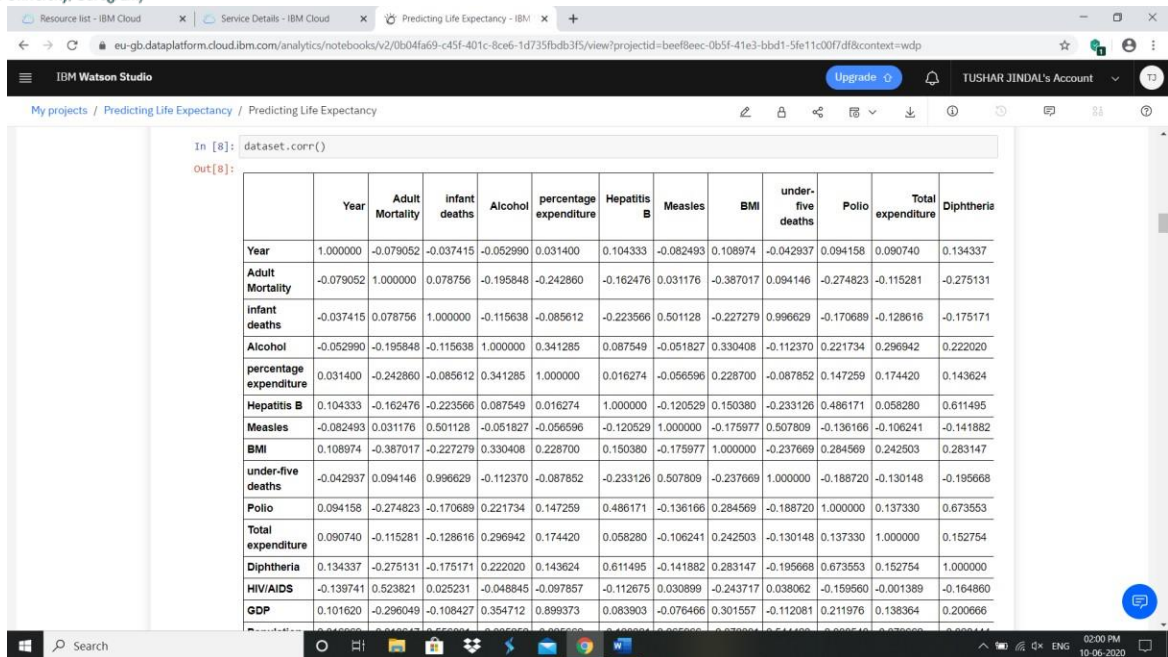 Resource list - IBM Cloud
Service Details - IBM Cloud
Predicting Life Expectancy - IBM
eu-gb.dataplatform.cloud.ibm.com/analytics/notebooks/v2/0b04fa69-c45f-401c-8ce6-1d735fbdb3f5/view?projectid=beef8eec-0b5f-41e3-bbd1-5fe11c00f7df&context=wdp
IBM Watson Studio
Upgrade
TUSHAR JINDAL's Account
TJ
My projects / Predicting Life Expectancy / Predicting Life Expectancy
In [8]: dataset.corr()
Out[8]:
Year Adult Mortality infant deaths Alcohol percentage expenditure Hepatitis B Measles BMI under-five deaths Polio Total expenditure Diphtheria
Year 1.000000 -0.079052 -0.037415 -0.052990 0.031400 0.104333 -0.082493 0.108974 -0.042937 0.094158 0.090740 0.134337
Adult Mortality -0.079052 1.000000 0.078756 -0.195848 -0.242860 -0.162476 0.031176 -0.387017 0.094146 -0.274823 -0.115281 -0.275131
infant deaths -0.037415 0.078756 1.000000 -0.115638 -0.085612 -0.223566 0.501128 -0.227279 0.996629 -0.170689 -0.128616 -0.175171
Alcohol -0.052990 -0.195848 -0.115638 1.000000 0.341285 0.087549 -0.051827 0.330408 -0.112370 0.221734 0.296942 0.222020
percentage expenditure 0.031400 -0.242860 -0.085612 0.341285 1.000000 0.016274 -0.056596 0.228700 -0.087852 0.147259 0.174420 0.143624
Hepatitis B 0.104333 -0.162476 -0.223566 0.087549 0.016274 1.000000 -0.120529 0.150380 -0.233126 0.486171 0.058280 0.611495
Measles -0.082493 0.031176 0.501128 -0.051827 -0.056596 -0.120529 1.000000 -0.175977 0.507809 -0.136166 -0.106241 -0.141882
BMI 0.108974 -0.387017 -0.227279 0.330408 0.228700 0.150380 -0.175977 1.000000 -0.237669 0.284569 0.242503 0.283147
under-five deaths -0.042937 0.094146 0.996629 -0.112370 -0.087852 -0.233126 0.507809 -0.237669 1.000000 -0.188720 -0.130148 -0.195668
Polio 0.094158 -0.274823 -0.170689 0.221734 0.147259 0.486171 -0.136166 0.284569 -0.188720 1.000000 0.137330 0.673553
Total expenditure 0.090740 -0.115281 -0.128616 0.296942 0.174420 0.058280 -0.106241 0.242503 -0.130148 0.137330 1.000000 0.152754
Diphtheria 0.134337 -0.275131 -0.175171 0.222020 0.143624 0.611495 -0.141882 0.283147 -0.195668 0.673553 0.152754 1.000000
HIV/AIDS -0.139741 0.523821 0.025231 -0.048845 -0.097857 -0.112675 0.030899 -0.243717 0.038062 -0.159560 -0.001389 -0.164860
GDP 0.101620 -0.296049 -0.108427 0.354712 0.899373 0.083903 -0.076466 0.301557 -0.112081 0.211976 0.138364 0.200666
Search
ENG
02:00 PM
10-06-2020